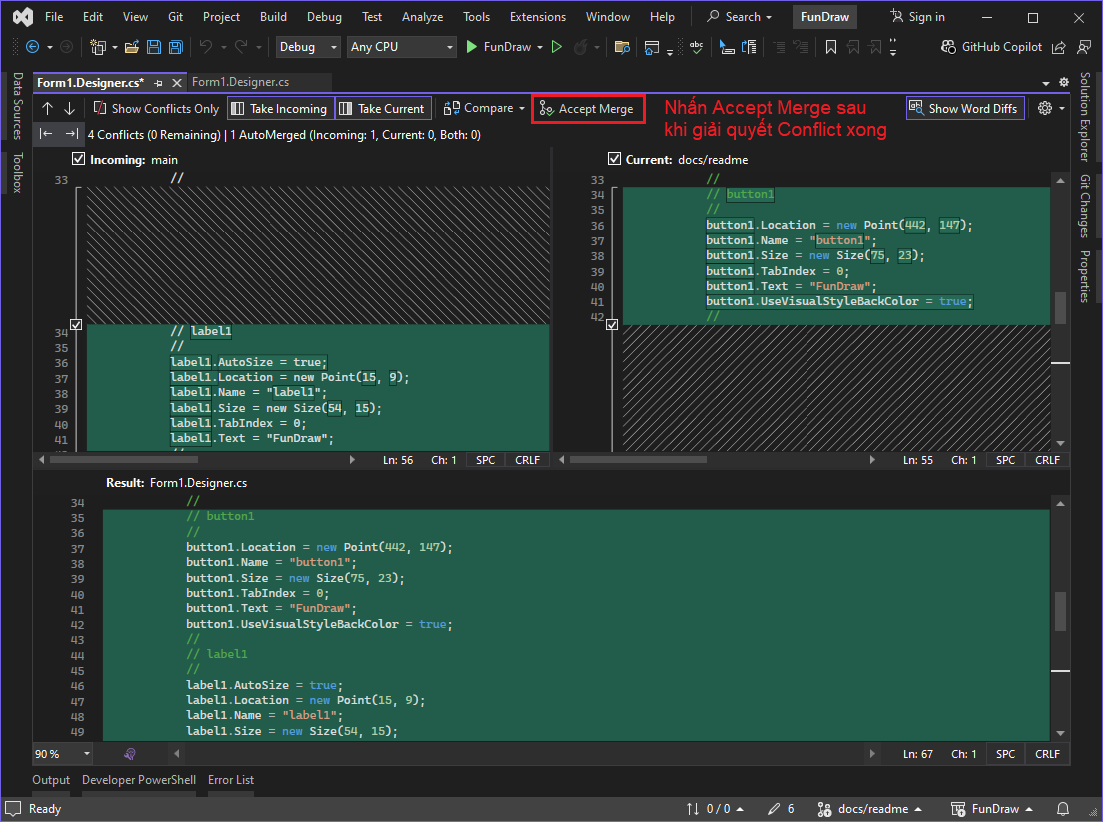 File Edit View Git Project Build Debug Test Analyze Tools Extensions Window Help Search FunDraw Sign in
Debug Any CPU FunDraw GitHub Copilot
Data Sources
Toolbox
Form1.Designer.cs* Form1.Designer.cs
Show Conflicts Only Take Incoming Take Current Compare Accept Merge Show Word Diffs
Nhấn Accept Merge sau
khi giải quyết Conflict xong
4 Conflicts (0 Remaining) | 1 AutoMerged (Incoming: 1, Current: 0, Both: 0)
Incoming: main
33 //
34 // label1
35 //
36 label1.AutoSize = true;
37 label1.Location = new Point(15, 9);
38 label1.Name = "label1";
39 label1.Size = new Size(54, 15);
40 label1.TabIndex = 0;
41 label1.Text = "FunDraw";
Ln: 56 Ch: 1 SPC CRLF
Current: docs/readme
33 //
34 // button1
35 //
36 button1.Location = new Point(442, 147);
37 button1.Name = "button1";
38 button1.Size = new Size(75, 23);
39 button1.TabIndex = 0;
40 button1.Text = "FunDraw";
41 button1.UseVisualStyleBackColor = true;
42 //
Ln: 55 Ch: 1 SPC CRLF
Result: Form1.Designer.cs
34 //
35 // button1
36 //
37 button1.Location = new Point(442, 147);
38 button1.Name = "button1";
39 button1.Size = new Size(75, 23);
40 button1.TabIndex = 0;
41 button1.Text = "FunDraw";
42 button1.UseVisualStyleBackColor = true;
43 //
44 // label1
45 //
46 label1.AutoSize = true;
47 label1.Location = new Point(15, 9);
48 label1.Name = "label1";
49 label1.Size = new Size(54, 15);
90 % Ln: 67 Ch: 1 SPC CRLF
Solution Explorer
Git Changes
Properties
Output Developer PowerShell Error List
Ready 0 / 0 6 docs/readme FunDraw